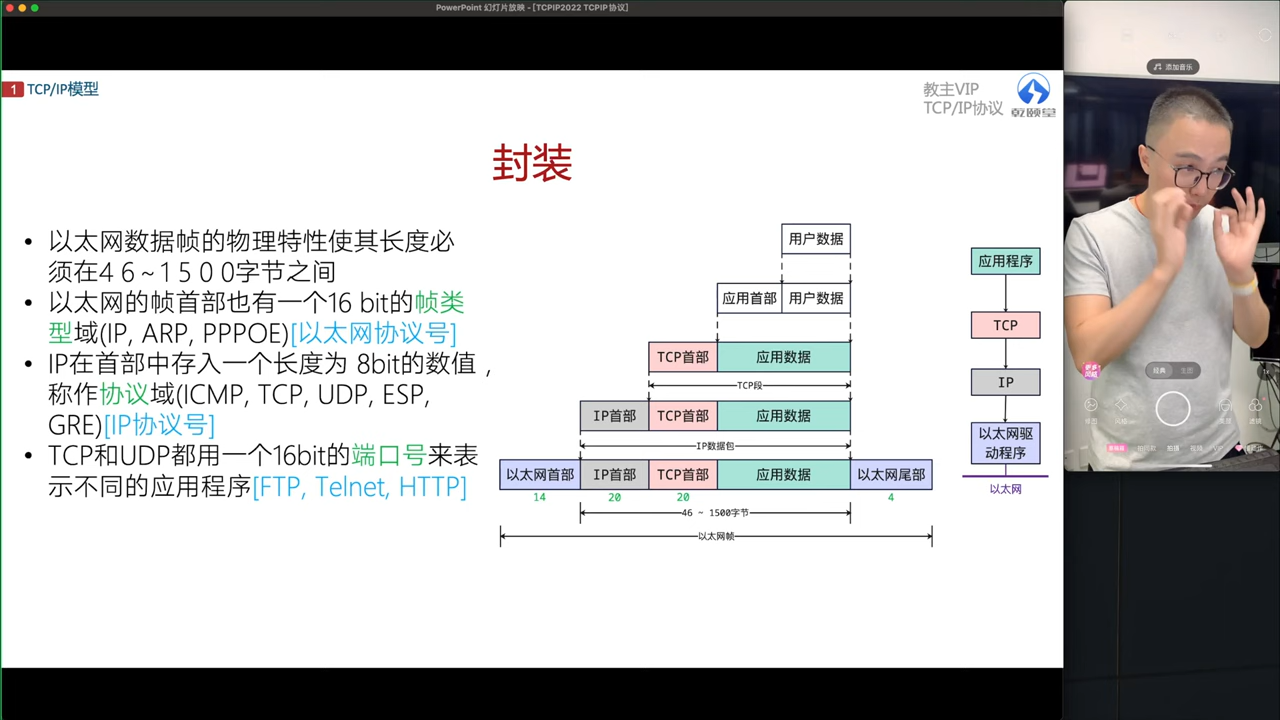 PowerPoint 幻灯片放映 - [TCPIP2022 TCPIP协议]
1 TCP/IP模型
教主VIP
TCP/IP协议
乾颐堂
封装
• 以太网数据帧的物理特性使其长度必
须在4 6 ~ 1 5 0 0字节之间
• 以太网的帧首部也有一个16 bit的帧类
型域(IP, ARP, PPPOE)[以太网协议号]
• IP在首部中存入一个长度为 8bit的数值，
称作协议域(ICMP, TCP, UDP, ESP,
GRE)[IP协议号]
• TCP和UDP都用一个16bit的端口号来表
示不同的应用程序[FTP, Telnet, HTTP]
用户数据
应用首部 用户数据
TCP首部 应用数据
TCP段
IP首部 TCP首部 应用数据
IP数据包
以太网首部 IP首部 TCP首部 应用数据 以太网尾部
14 20 20 4
46 ~ 1500字节
以太网帧
应用程序
TCP
IP
以太网驱
动程序
以太网
添加音乐
经典
1x
拍摄
视频